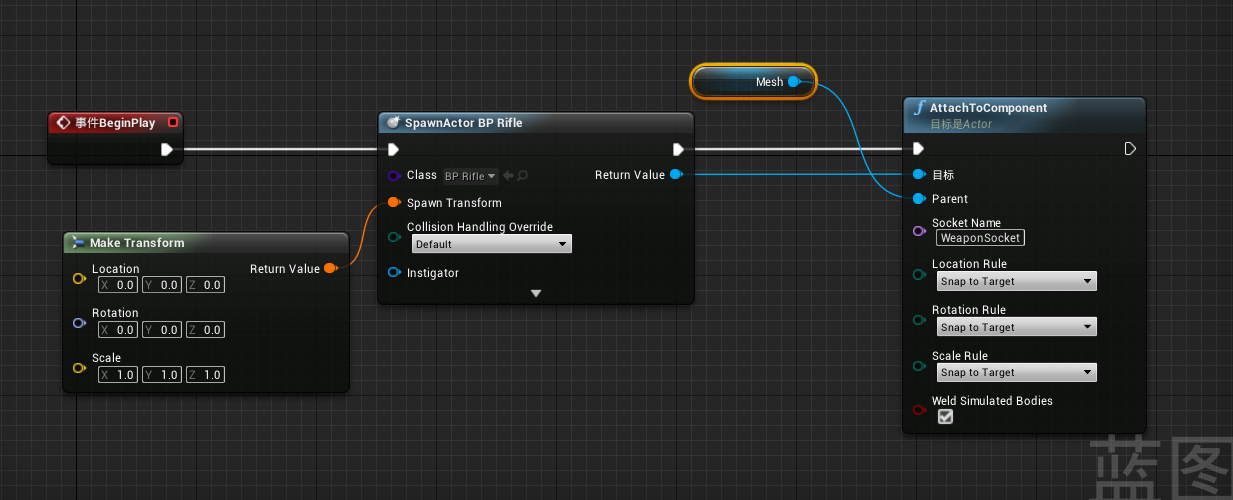 Mesh
事件BeginPlay
SpawnActor BP Rifle
Class BP Rifle
Return Value
Spawn Transform
Collision Handling Override
Default
Instigator
Make Transform
Location
Return Value
X 0.0 Y 0.0 Z 0.0
Rotation
X 0.0 Y 0.0 Z 0.0
Scale
X 1.0 Y 1.0 Z 1.0
AttachToComponent
目标是Actor
目标
Parent
Socket Name
WeaponSocket
Location Rule
Snap to Target
Rotation Rule
Snap to Target
Scale Rule
Snap to Target
Weld Simulated Bodies
蓝图